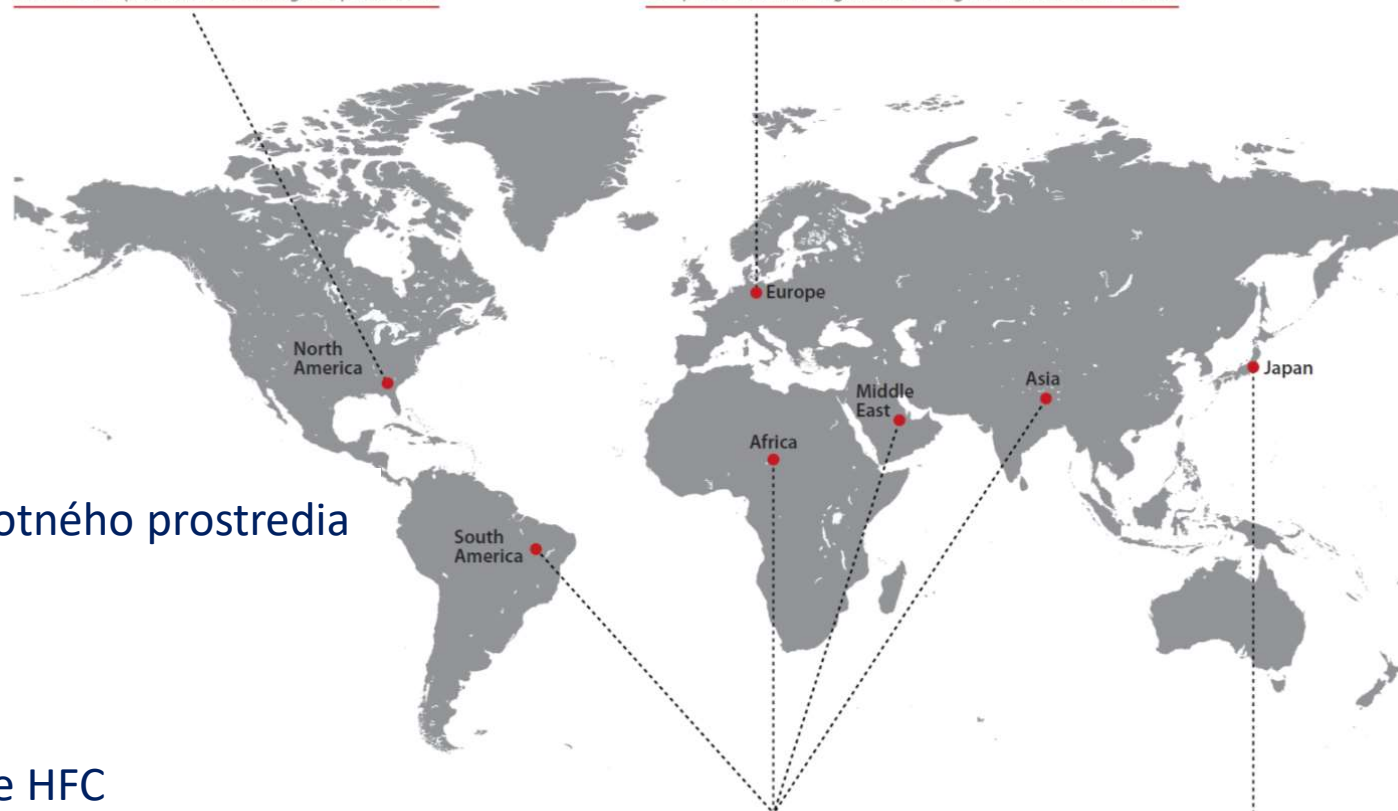 Europe
North
America
Japan
Asia
Middle
East
Africa
otného prostredia
South
America
e HFC